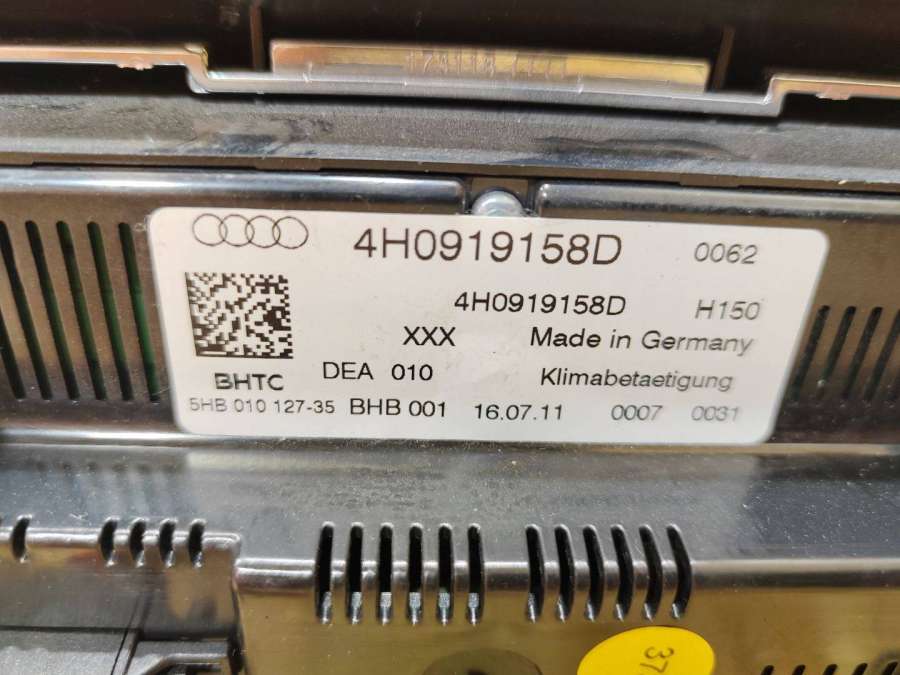 4H0919158D 0062
4H0919158D H150
XXX Made in Germany
BHTC DEA 010 Klimabetaetigung
5HB 010 127-35 BHB 001 16.07.11 0007 0031
37